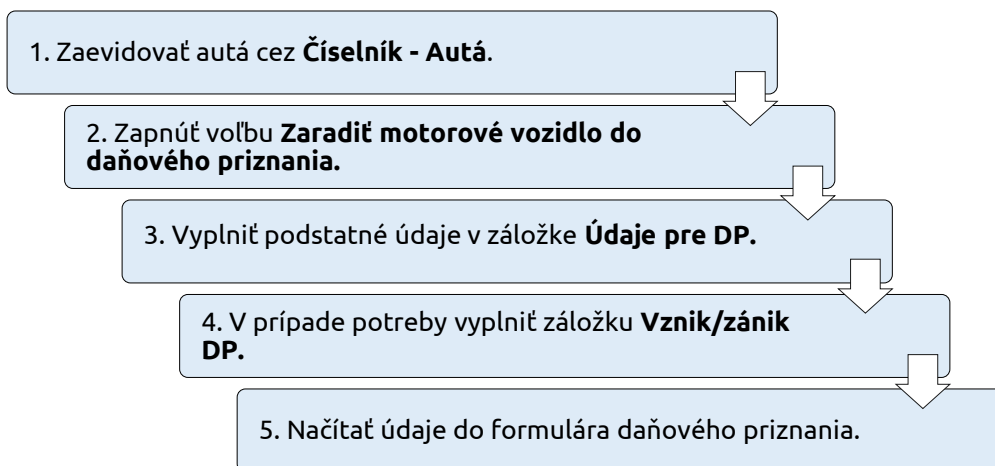 1. Zaevidovať autá cez Číselník - Autá.
2. Zapnúť voľbu Zaradiť motorové vozidlo do
daňového priznania.
3. Vyplniť podstatné údaje v záložke Údaje pre DP.
4. V prípade potreby vyplniť záložku Vznik/zánik
DP.
5. Načítať údaje do formulára daňového priznania.